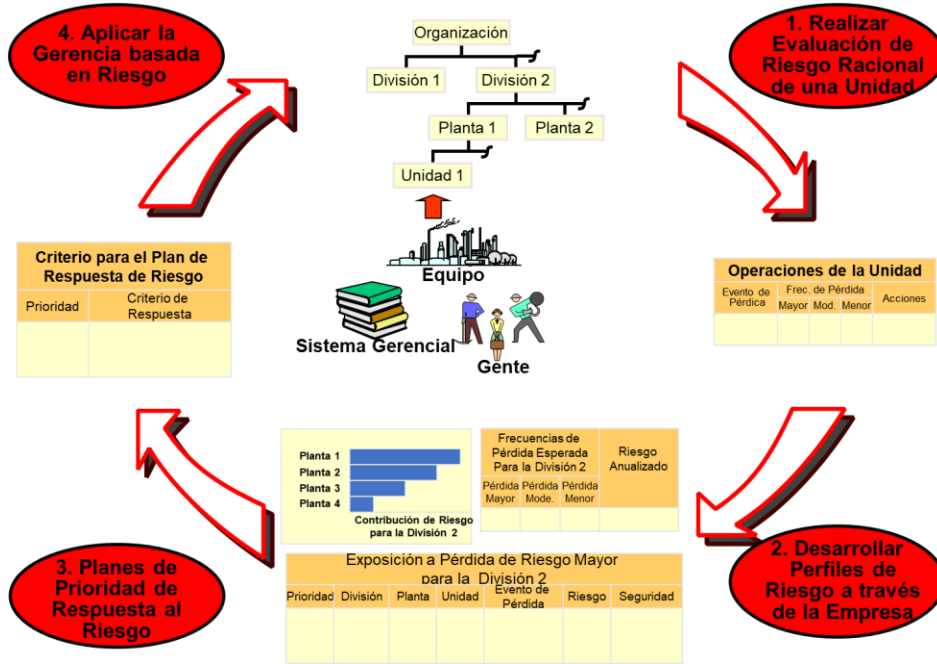 4. Aplicar la
Gerencia basada
en Riesgo
Organización
División 1
División 2
Planta 1
Planta 2
Unidad 1
Equipo
Sistema Gerencial
Gente
1. Realizar
Evaluación de
Riesgo Racional
de una Unidad
Criterio para el Plan de
Respuesta de Riesgo
Prioridad
Criterio de
Respuesta
Operaciones de la Unidad
Evento de
Pérdica
Frec. de Pérdida
Mayor Mod. Menor
Acciones
Planta 1
Planta 2
Planta 3
Planta 4
Contribución de Riesgo
para la División 2
Frecuencias de
Pérdida Esperada
Para la División 2
Riesgo
Anualizado
Pérdida
Mayor
Pérdida
Mode.
Pérdida
Menor
3. Planes de
Prioridad de
Respuesta al
Riesgo
Exposición a Pérdida de Riesgo Mayor
para la División 2
Prioridad División Planta Unidad Evento de
Pérdida Riesgo Seguridad
2. Desarrollar
Perfiles de
Riesgo a través
de la Empresa